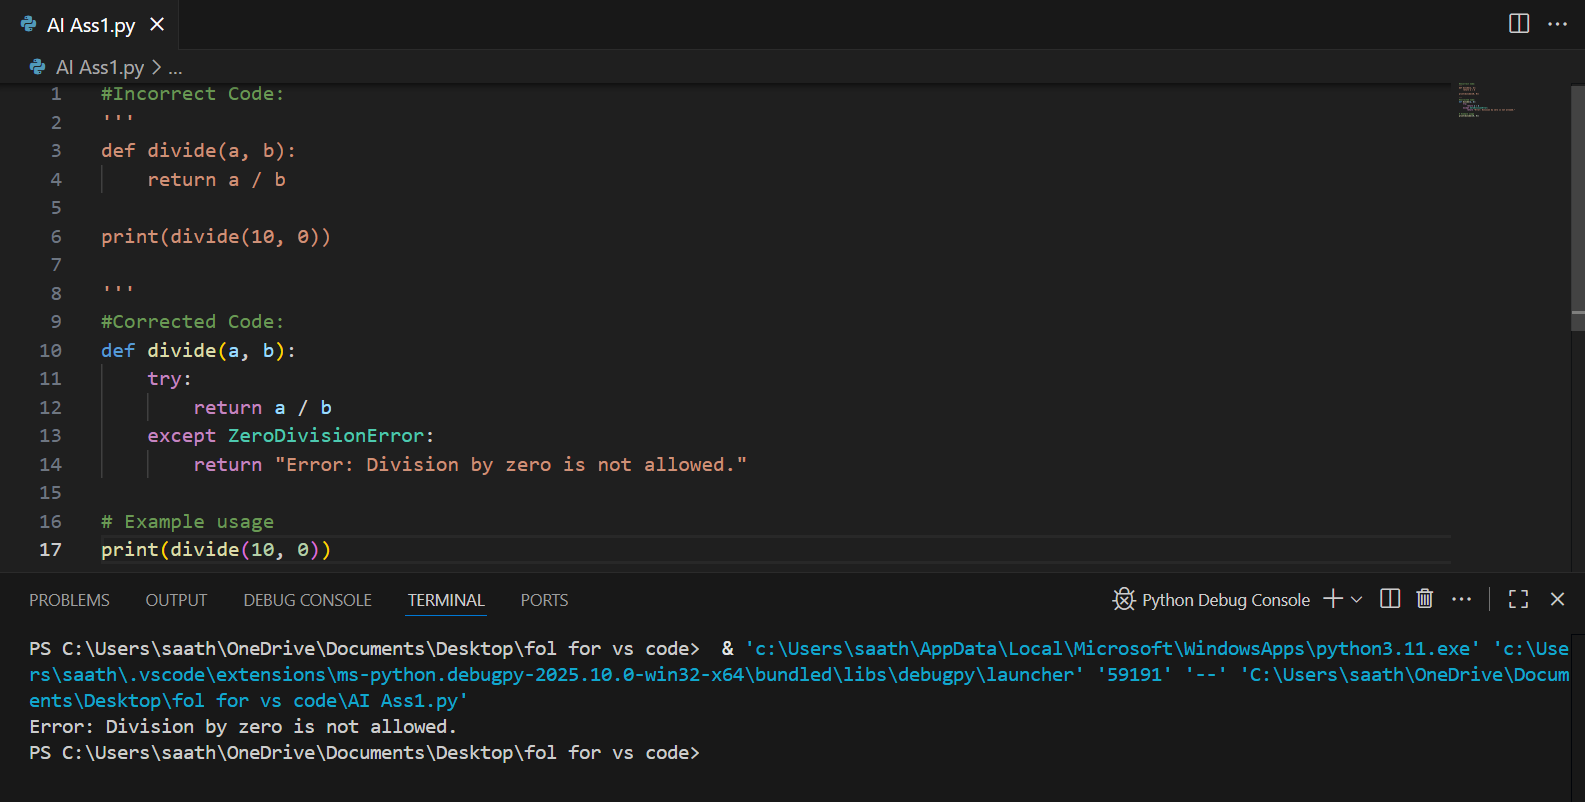 AI Ass1.py
AI Ass1.py > ...
1 #Incorrect Code:
2 '''
3 def divide(a, b):
4     return a / b
5
6 print(divide(10, 0))
7
8 '''
9 #Corrected Code:
10 def divide(a, b):
11     try:
12         return a / b
13     except ZeroDivisionError:
14         return "Error: Division by zero is not allowed."
15
16 # Example usage
17 print(divide(10, 0))
PROBLEMS OUTPUT DEBUG CONSOLE TERMINAL PORTS Python Debug Console
PS C:\Users\saath\OneDrive\Documents\Desktop\fol for vs code>  & 'c:\Users\saath\AppData\Local\Microsoft\WindowsApps\python3.11.exe' 'c:\Use
rs\saath\.vscode\extensions\ms-python.debugpy-2025.10.0-win32-x64\bundled\libs\debugpy\launcher' '59191' '--' 'C:\Users\saath\OneDrive\Docum
ents\Desktop\fol for vs code\AI Ass1.py'
Error: Division by zero is not allowed.
PS C:\Users\saath\OneDrive\Documents\Desktop\fol for vs code>